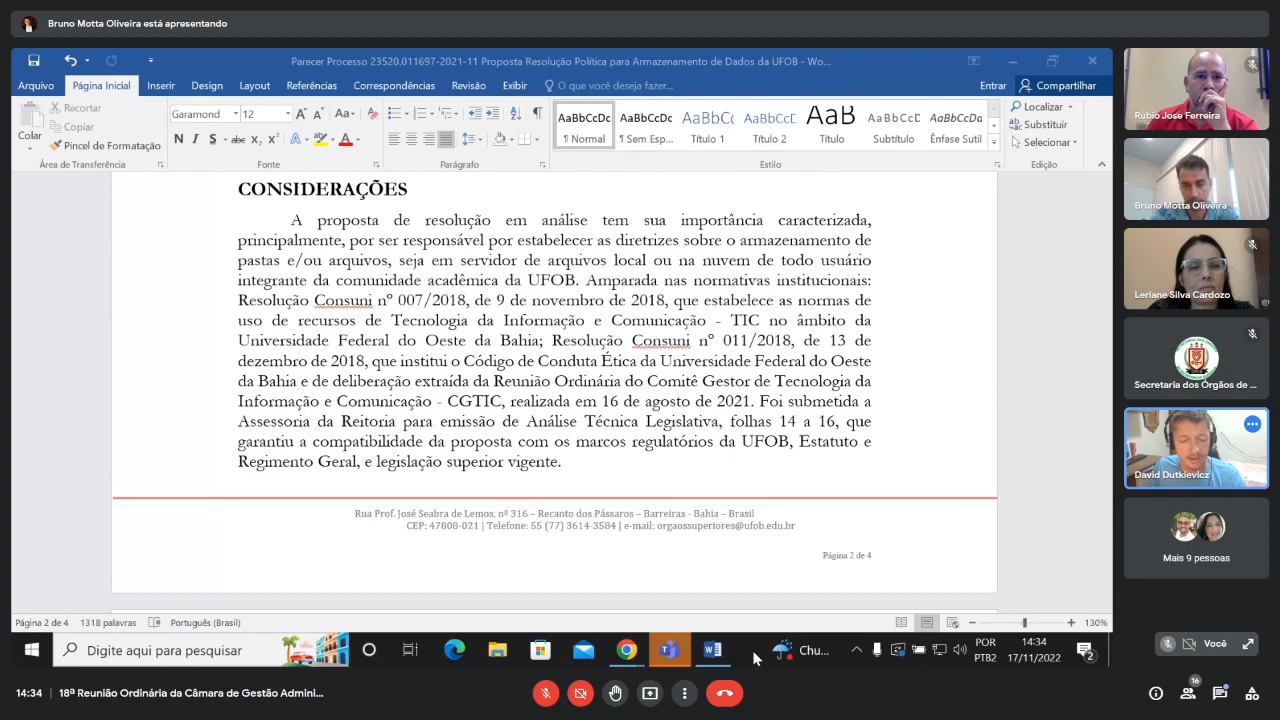 Bruno Motta Oliveira está apresentando
Parecer Processo 23520.011697-2021-11 Proposta Resolução Política para Armazenamento de Dados da UFOB - Wo...
Arquivo Página Inicial Inserir Design Layout Referências Correspondências Revisão Exibir O que você deseja fazer... Entrar Compartilhar
Colar
Recortar
Copiar
Pincel de Formatação
Área de Transferência
Garamond 12
Fonte
Parágrafo
AaBbCcDc AaBbCcDc AaBbCcD AaBbCcD AaB AaBbCcD AaBbCcDc
¶ Normal ¶ Sem Esp... Título 1 Título 2 Título Subtítulo Ênfase Sutil
Estilo
Localizar
Substituir
Selecionar
Edição
CONSIDERAÇÕES
A proposta de resolução em análise tem sua importância caracterizada,
principalmente, por ser responsável por estabelecer as diretrizes sobre o armazenamento de
pastas e/ou arquivos, seja em servidor de arquivos local ou na nuvem de todo usuário
integrante da comunidade acadêmica da UFOB. Amparada nas normativas institucionais:
Resolução Consuni nº 007/2018, de 9 de novembro de 2018, que estabelece as normas de
uso de recursos de Tecnologia da Informação e Comunicação - TIC no âmbito da
Universidade Federal do Oeste da Bahia; Resolução Consuni nº 011/2018, de 13 de
dezembro de 2018, que institui o Código de Conduta Ética da Universidade Federal do Oeste
da Bahia e de deliberação extraída da Reunião Ordinária do Comitê Gestor de Tecnologia da
Informação e Comunicação - CGTIC, realizada em 16 de agosto de 2021. Foi submetida a
Assessoria da Reitoria para emissão de Análise Técnica Legislativa, folhas 14 a 16, que
garantiu a compatibilidade da proposta com os marcos regulatórios da UFOB, Estatuto e
Regimento Geral, e legislação superior vigente.
Rua Prof. José Seabra de Lemos, nº 316 – Recanto dos Pássaros – Barreiras - Bahia – Brasil
CEP: 47808-021 | Telefone: 55 (77) 3614-3584 | e-mail: orgaossuperiores@ufob.edu.br
Página 2 de 4
Página 2 de 4 1318 palavras Português (Brasil) 130%
Digite aqui para pesquisar
Chu...
POR
PTB2
14:34
17/11/2022
2
Rubio Jose Ferreira
Bruno Motta Oliveira
Leriane Silva Cardozo
Secretaria dos Órgãos de ...
David Dutkievicz
Mais 9 pessoas
Você
14:34 18ª Reunião Ordinária da Câmara de Gestão Admini...
16